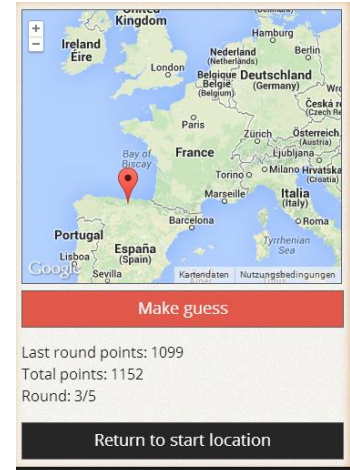 United
Kingdom
+
−
Ireland
Éire
Hamburg
Nederland
(Netherlands)
Berlin
London
Belgique
België
(Belgium)
Deutschland
(Germany)
Česká r
(Czech Re
Paris
Bay of
Biscay
France
Zürich
Österreich
(Austria)
Ljubljana
Torino
Milano
Hrvatska
(Croatia)
Marseille
Italia
(Italy)
Barcelona
Roma
Portugal
España
(Spain)
Tyrrhenian
Sea
Lisboa
Google
Sevilla
Kartendaten
Nutzungsbedingungen
Make guess
Last round points: 1099
Total points: 1152
Round: 3/5
Return to start location